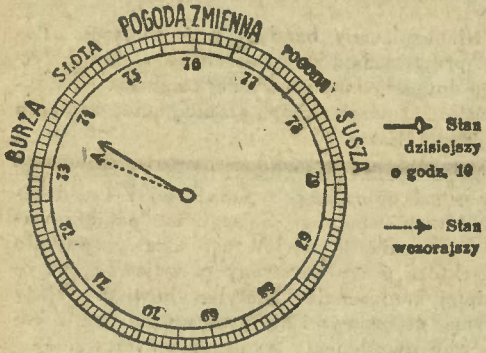 BURZA
SŁOTA
POGODA ZMIENNA
SUSZA
74
75
76
77
78
79
73
72
71
70
69
68
Stan
dzisiejszy
o godz. 10
Stan
wczorajszy